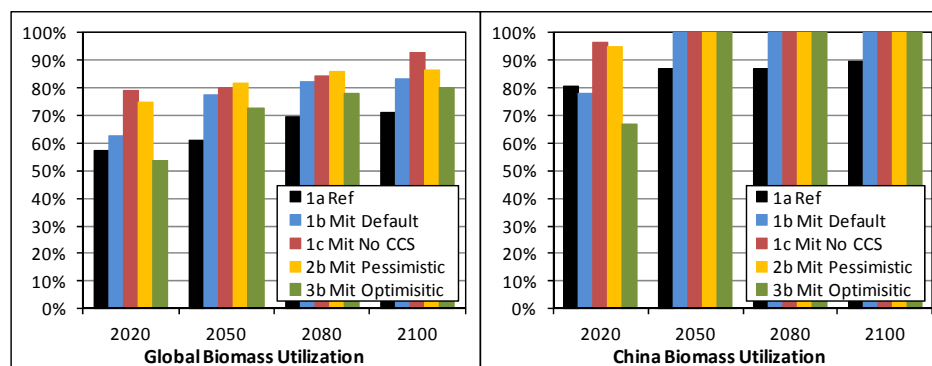 100%
90%
80%
70%
60%
50%
40%
30%
20%
10%
0%
1a Ref
1b Mit Default
1c Mit No CCS
2b Mit Pessimistic
3b Mit Optimisitic
2020 2050 2080 2100
Global Biomass Utilization
100%
90%
80%
70%
60%
50%
40%
30%
20%
10%
0%
1a Ref
1b Mit Default
1c Mit No CCS
2b Mit Pessimistic
3b Mit Optimisitic
2020 2050 2080 2100
China Biomass Utilization